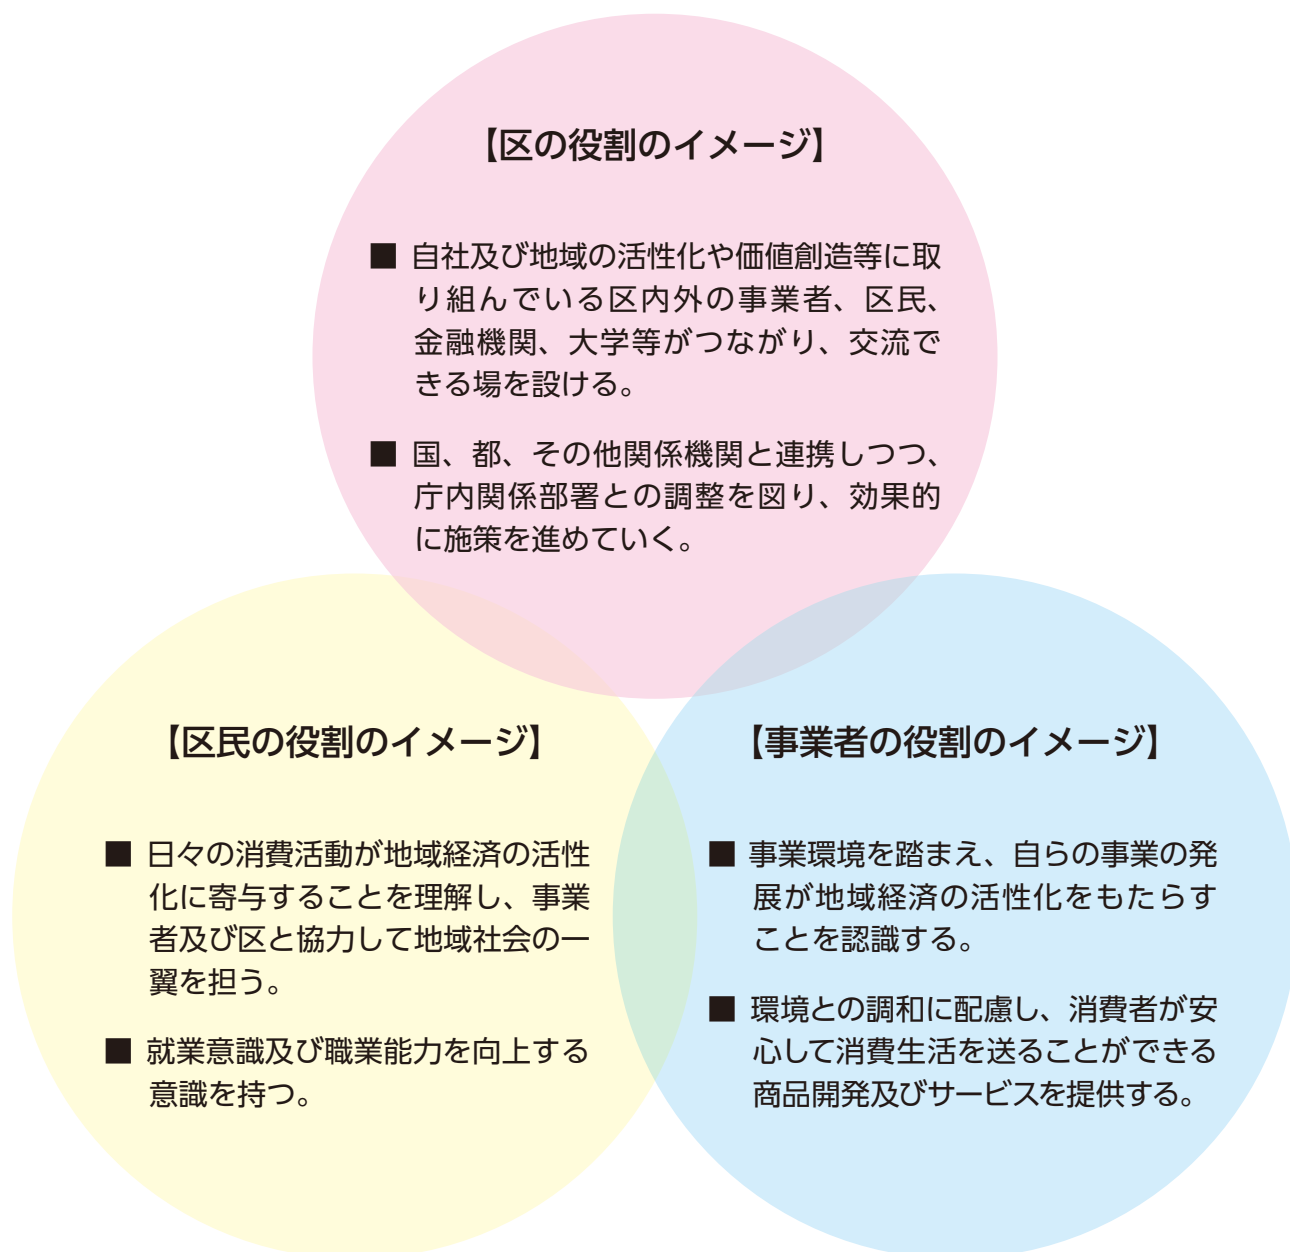 【区の役割のイメージ】
■ 自社及び地域の活性化や価値創造等に取
り組んでいる区内外の事業者、区民、
金融機関、大学等がつながり、交流で
きる場を設ける。
■ 国、都、その他関係機関と連携しつつ、
庁内関係部署との調整を図り、効果的
に施策を進めていく。
【区民の役割のイメージ】
■ 日々の消費活動が地域経済の活性
化に寄与することを理解し、事業
者及び区と協力して地域社会の一
翼を担う。
■ 就業意識及び職業能力を向上する
意識を持つ。
【事業者の役割のイメージ】
■ 事業環境を踏まえ、自らの事業の発
展が地域経済の活性化をもたらす
ことを認識する。
■ 環境との調和に配慮し、消費者が安
心して消費生活を送ることができる
商品開発及びサービスを提供する。